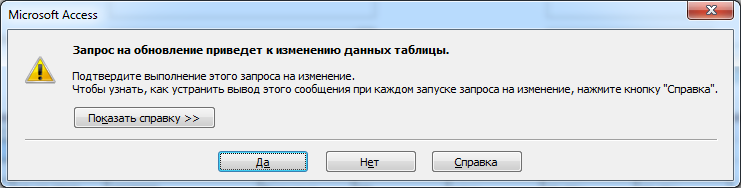 Microsoft Access
Запрос на обновление приведет к изменению данных таблицы.
Подтвердите выполнение этого запроса на изменение.
Чтобы узнать, как устранить вывод этого сообщения при каждом запуске запроса на изменение, нажмите кнопку "Справка".
Показать справку >>
Да Нет Справка